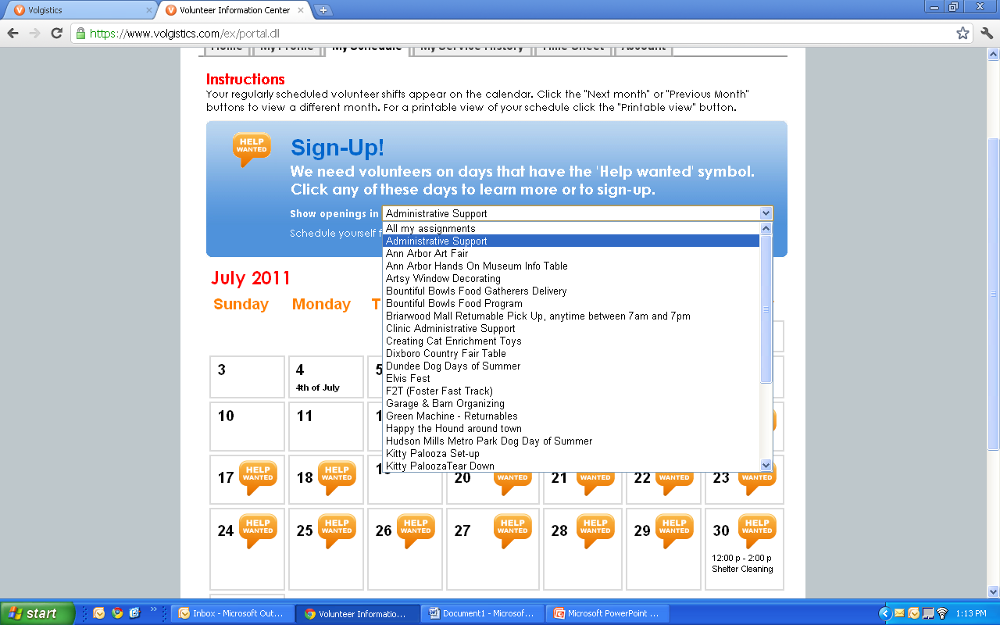 Volgistics
Volunteer Information Center
https://www.volgistics.com/ex/portal.dll
Home
My Profile
My Schedule
My Service History
Time Sheet
Account
Instructions
Your regularly scheduled volunteer shifts appear on the calendar. Click the "Next month" or "Previous Month"
buttons to view a different month. For a printable view of your schedule click the "Printable view" button.
HELP
WANTED
Sign-Up!
We need volunteers on days that have the 'Help wanted' symbol.
Click any of these days to learn more or to sign-up.
Show openings in Administrative Support
Schedule yourself f
All my assignments
Administrative Support
Ann Arbor Art Fair
Ann Arbor Hands On Museum Info Table
Artsy Window Decorating
Bountiful Bowls Food Gatherers Delivery
Bountiful Bowls Food Program
Briarwood Mall Returnable Pick Up, anytime between 7am and 7pm
Clinic Administrative Support
Creating Cat Enrichment Toys
Dixboro Country Fair Table
Dundee Dog Days of Summer
Elvis Fest
F2T (Foster Fast Track)
Garage & Barn Organizing
Green Machine - Returnables
Happy the Hound around town
Hudson Mills Metro Park Dog Day of Summer
Kitty Palooza Set-up
Kitty PaloozaTear Down
July 2011
Sunday Monday T
3 4 5
4th of July
10 11 1
17 HELP WANTED 18 HELP WANTED 19 20 WANTED 21 WANTED 22 WANTED 23 WANTED
24 HELP WANTED 25 HELP WANTED 26 HELP WANTED 27 HELP WANTED 28 HELP WANTED 29 HELP WANTED 30 HELP WANTED
12:00 p - 2:00 p
Shelter Cleaning
start
Inbox - Microsoft Out...
Volunteer Informatio...
Document1 - Microsof...
Microsoft PowerPoint ...
1:13 PM